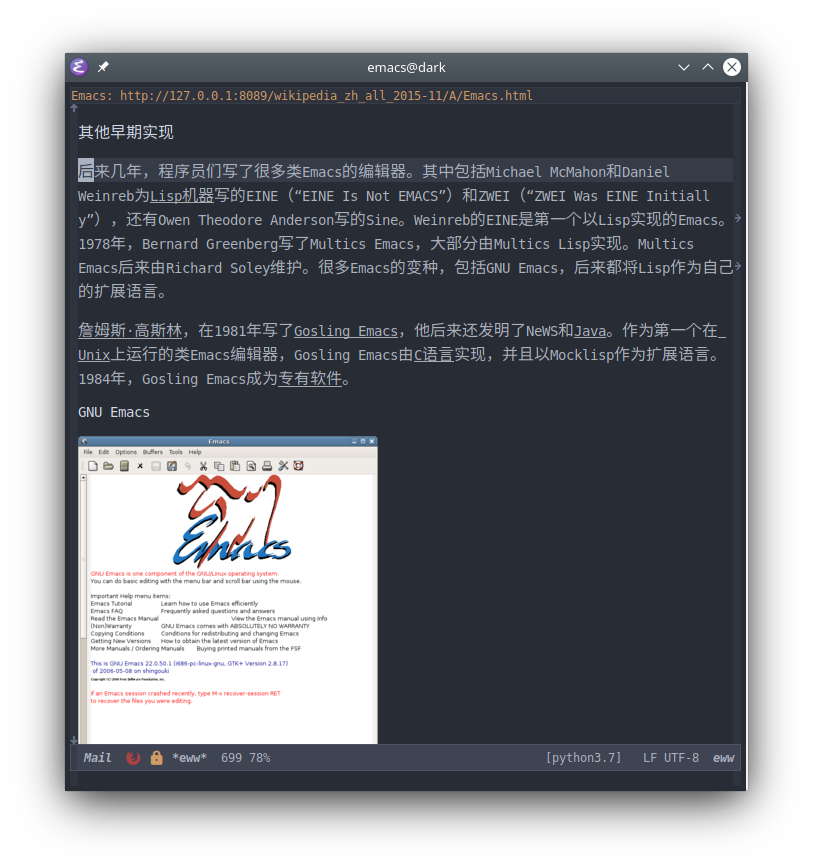 emacs@dark
Emacs: http://127.0.0.1:8089/wikipedia_zh_all_2015-11/A/Emacs.html
其他早期实现
后来几年，程序员们写了很多类Emacs的编辑器。其中包括Michael McMahon和Daniel
Weinreb为Lisp机器写的EINE（“EINE Is Not EMACS”）和ZWEI（“ZWEI Was EINE Initiall
y”），还有Owen Theodore Anderson写的Sine。Weinreb的EINE是第一个以Lisp实现的Emacs。
1978年，Bernard Greenberg写了Multics Emacs，大部分由Multics Lisp实现。Multics
Emacs后来由Richard Soley维护。很多Emacs的变种，包括GNU Emacs，后来都将Lisp作为自己
的扩展语言。
詹姆斯·高斯林，在1981年写了Gosling Emacs，他后来还发明了NeWS和Java。作为第一个在_
Unix上运行的类Emacs编辑器，Gosling Emacs由C语言实现，并且以Mocklisp作为扩展语言。
1984年，Gosling Emacs成为专有软件。
GNU Emacs
Emacs
File Edit Options Buffers Tools Help
Emacs
GNU Emacs is one component of the GNU/Linux operating system.
You can do basic editing with the menu bar and scroll bar using the mouse.
Important Help menu items:
Emacs Tutorial Learn how to use Emacs efficiently
Emacs FAQ Frequently asked questions and answers
Read the Emacs Manual View the Emacs manual using Info
(Non)Warranty GNU Emacs comes with ABSOLUTELY NO WARRANTY
Copying Conditions Conditions for redistributing and changing Emacs
Getting New Versions How to obtain the latest version of Emacs
More Manuals / Ordering Manuals Buying printed manuals from the FSF
This is GNU Emacs 22.0.50.1 (i686-pc-linux-gnu, GTK+ Version 2.8.17)
of 2006-05-08 on shingouki
Copyright (C) 2006 Free Software Foundation, Inc.
If an Emacs session crashed recently, type M-x recover-session RET
to recover the files you were editing.
Mail *eww* 699 78% [python3.7] LF UTF-8 eww